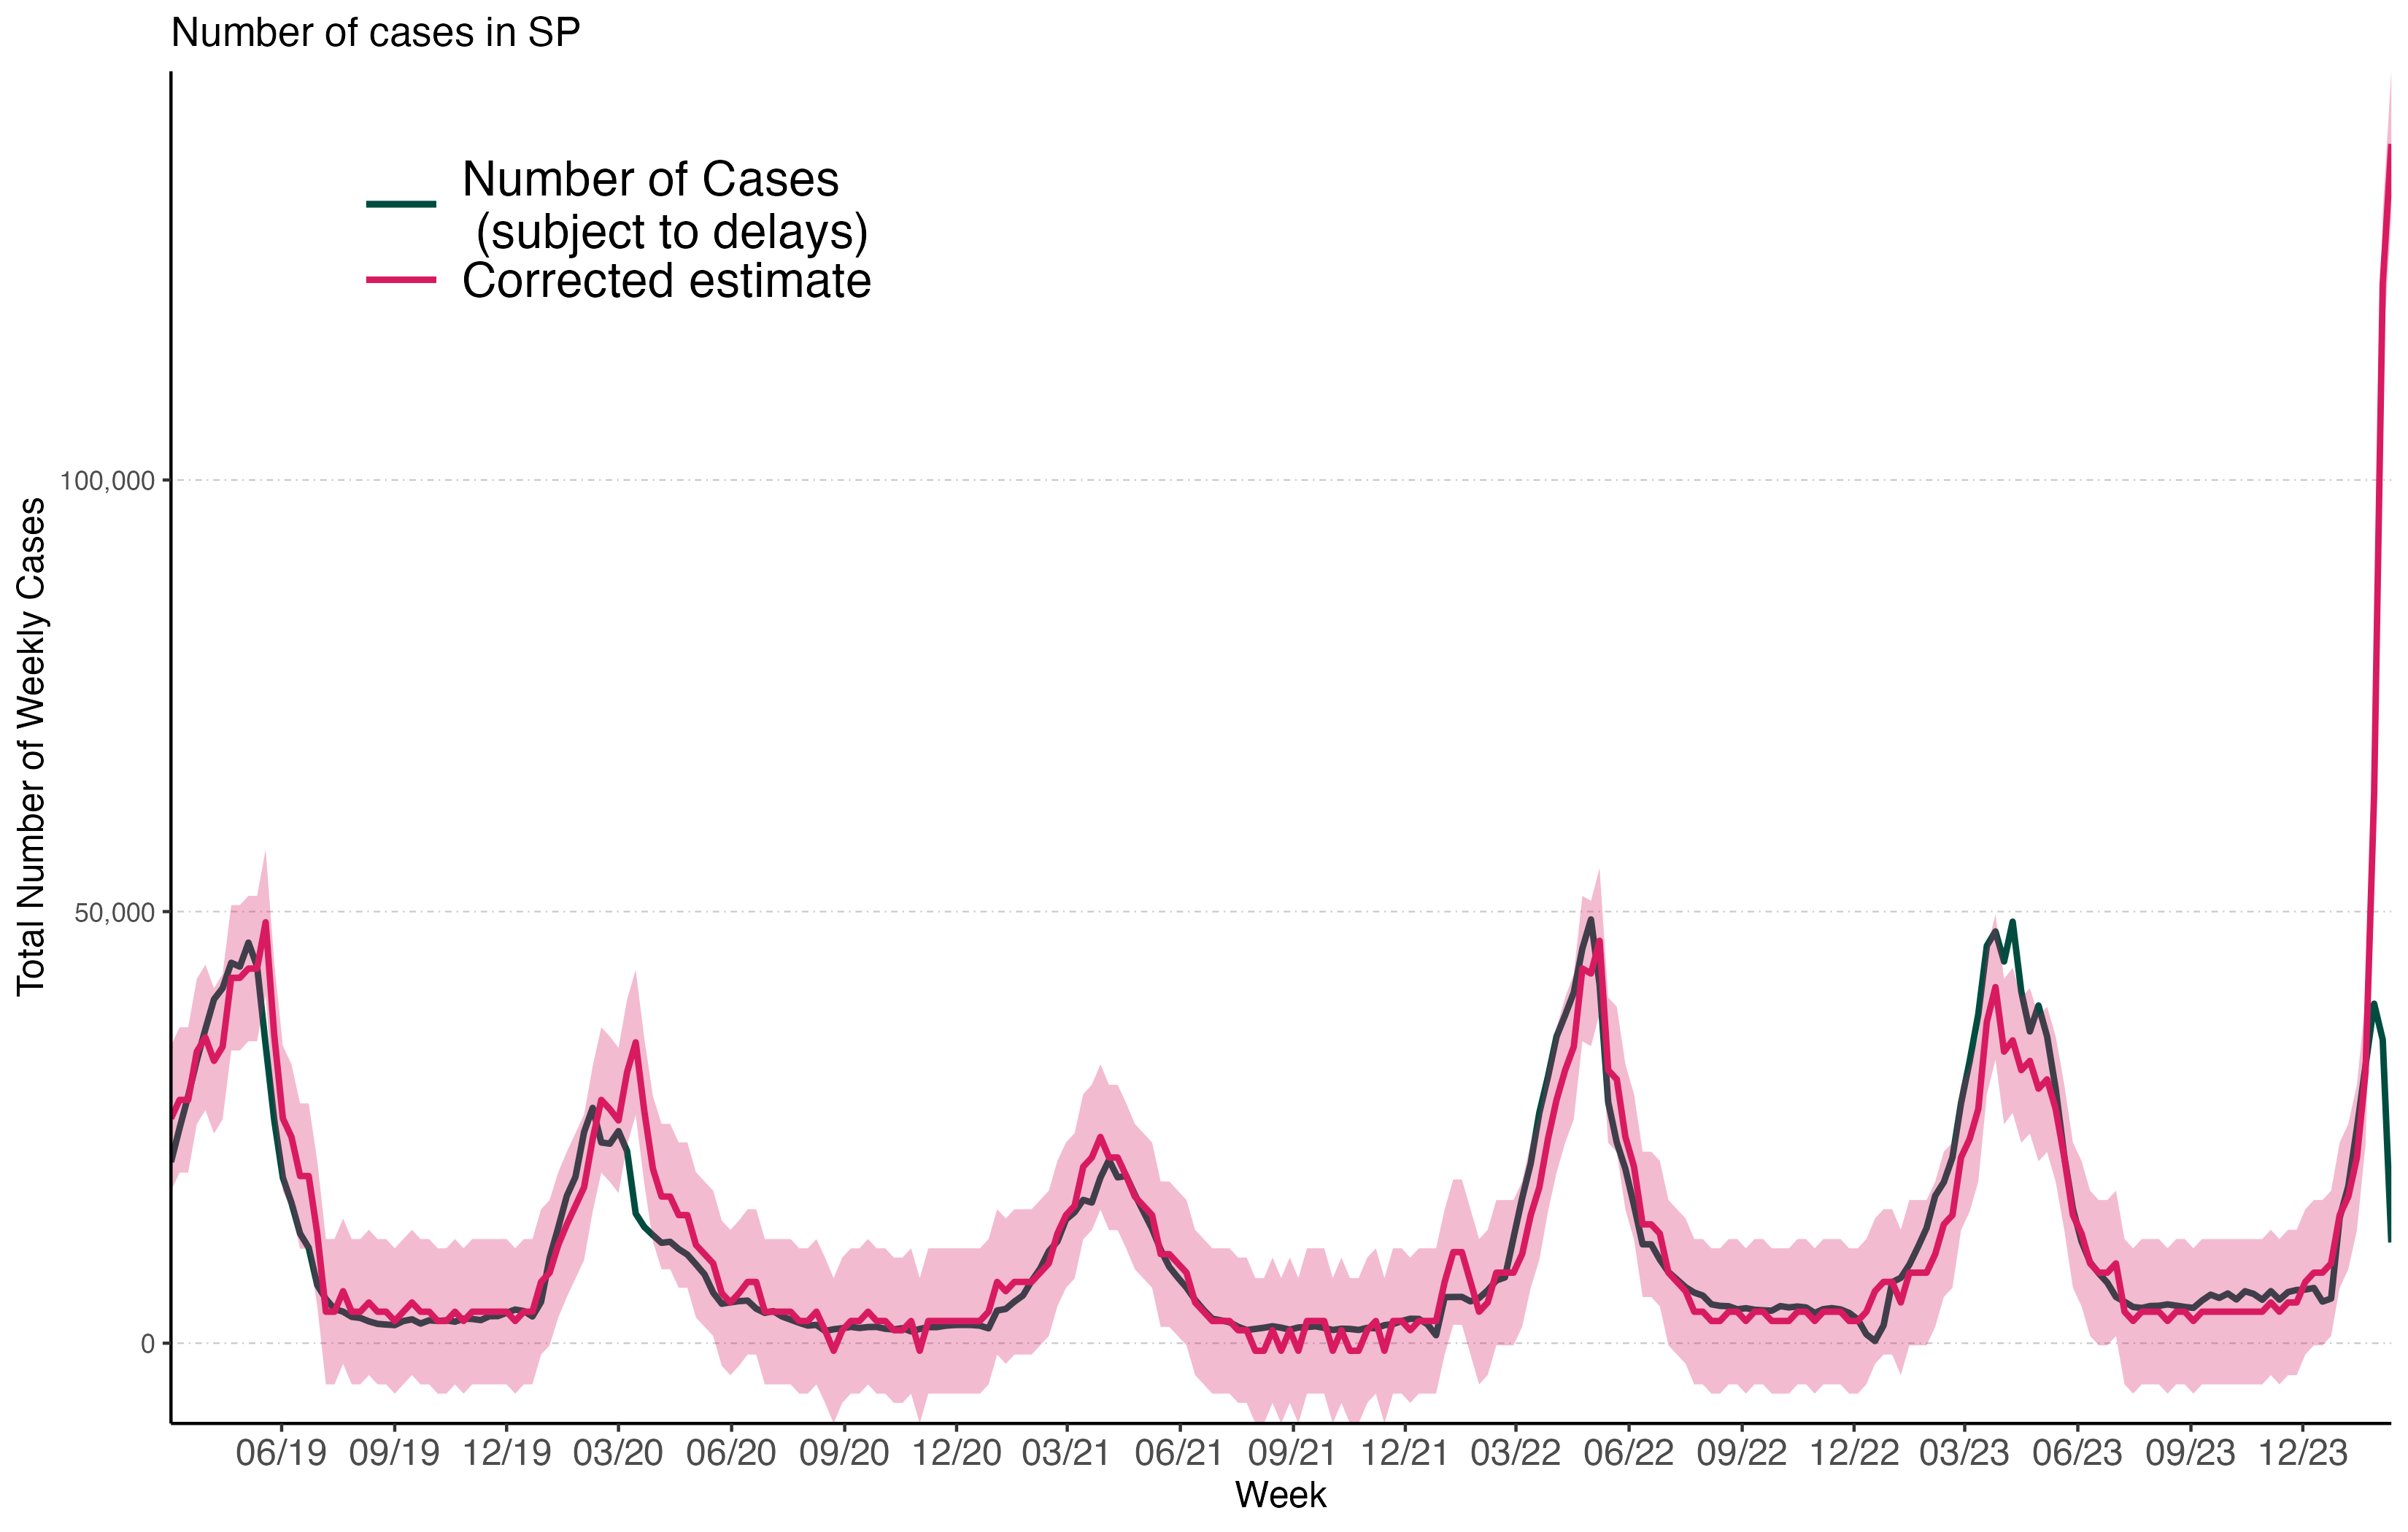 Number of cases in SP
Number of Cases
(subject to delays)
Corrected estimate
Total Number of Weekly Cases
100,000
50,000
0
06/19 09/19 12/19 03/20 06/20 09/20 12/20 03/21 06/21 09/21 12/21 03/22 06/22 09/22 12/22 03/23 06/23 09/23 12/23
Week